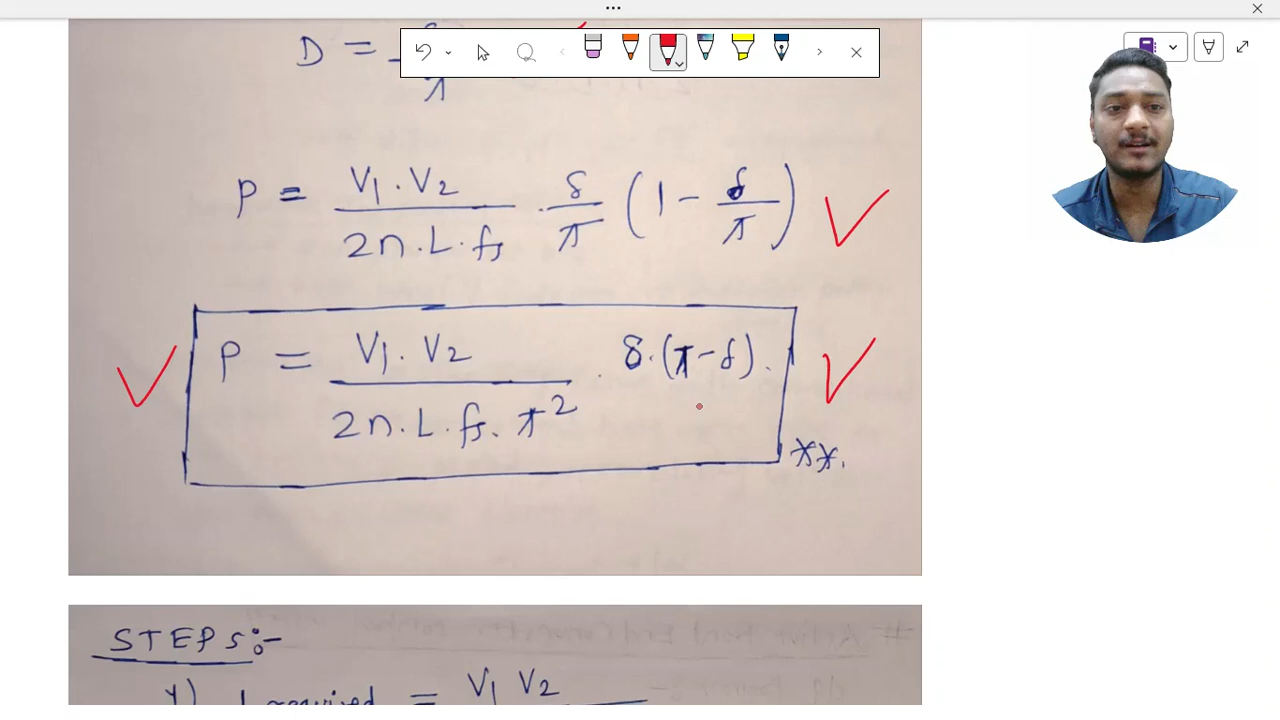 D =
π
P = V₁.V₂ / 2n.L.fs . δ/π (1 - δ/π)
P = V₁.V₂ / 2n.L.fs.π² . δ.(π-δ).
**.
STEPS:-
1) L required = V₁ V₂